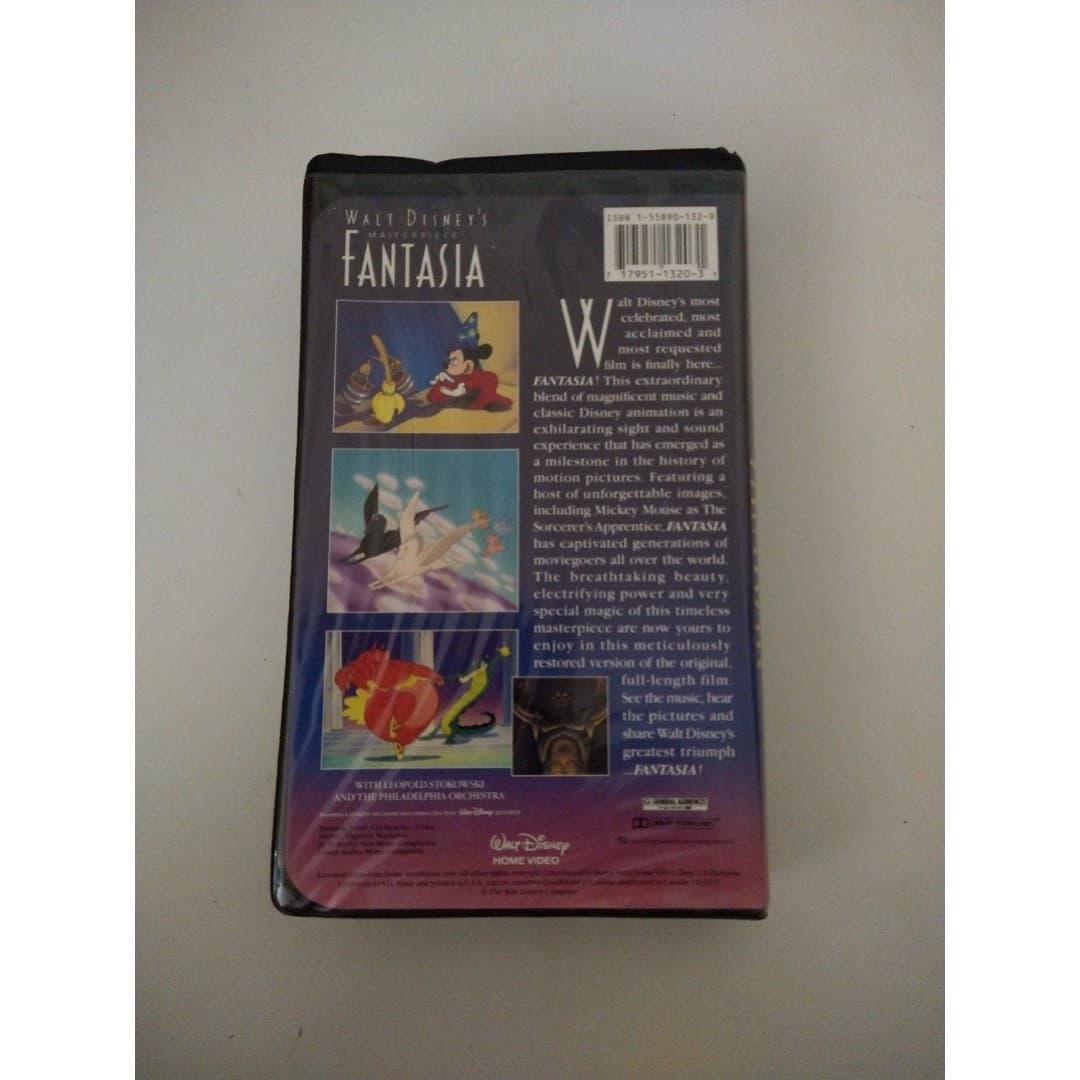 WALT DISNEY'S
MASTERPIECE
FANTASIA
ISBN 1-55890-132-9
7 17951-1320-3
Walt Disney's most
celebrated, most
acclaimed and
most requested
film is finally here...
FANTASIA! This extraordinary
blend of magnificent music and
classic Disney animation is an
exhilarating sight and sound
experience that has emerged as
a milestone in the history of
motion pictures. Featuring a
host of unforgettable images,
including Mickey Mouse as The
Sorcerer's Apprentice, FANTASIA
has captivated generations of
moviegoers all over the world.
The breathtaking beauty,
electrifying power and very
special magic of this timeless
masterpiece are now yours to
enjoy in this meticulously
restored version of the original,
full-length film.
See the music, hear
the pictures and
share Walt Disney's
greatest triumph
...FANTASIA!
WITH LEOPOLD STOKOWSKI
AND THE PHILADELPHIA ORCHESTRA
G GENERAL AUDIENCES
DOLBY SURROUND
WALT DISNEY
HOME VIDEO
© The Walt Disney Company